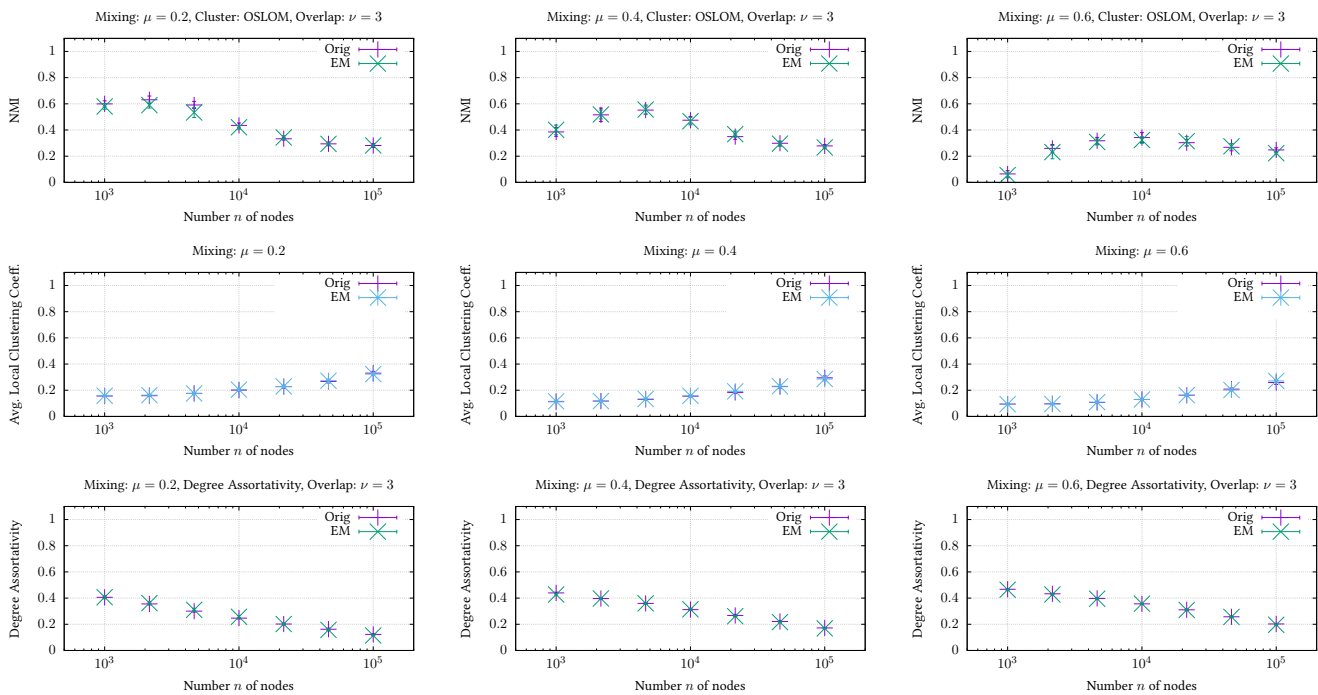 Mixing: μ = 0.2, Cluster: OSLOM, Overlap: ν = 3
NMI
1
0.8
0.6
0.4
0.2
0
Orig
EM
10³ 10⁴ 10⁵
Number n of nodes
Mixing: μ = 0.4, Cluster: OSLOM, Overlap: ν = 3
NMI
1
0.8
0.6
0.4
0.2
0
Orig
EM
10³ 10⁴ 10⁵
Number n of nodes
Mixing: μ = 0.6, Cluster: OSLOM, Overlap: ν = 3
NMI
1
0.8
0.6
0.4
0.2
0
Orig
EM
10³ 10⁴ 10⁵
Number n of nodes
Mixing: μ = 0.2
Avg. Local Clustering Coeff.
1
0.8
0.6
0.4
0.2
0
Orig
EM
10³ 10⁴ 10⁵
Number n of nodes
Mixing: μ = 0.4
Avg. Local Clustering Coeff.
1
0.8
0.6
0.4
0.2
0
Orig
EM
10³ 10⁴ 10⁵
Number n of nodes
Mixing: μ = 0.6
Avg. Local Clustering Coeff.
1
0.8
0.6
0.4
0.2
0
Orig
EM
10³ 10⁴ 10⁵
Number n of nodes
Mixing: μ = 0.2, Degree Assortativity, Overlap: ν = 3
Degree Assortativity
1
0.8
0.6
0.4
0.2
0
Orig
EM
10³ 10⁴ 10⁵
Number n of nodes
Mixing: μ = 0.4, Degree Assortativity, Overlap: ν = 3
Degree Assortativity
1
0.8
0.6
0.4
0.2
0
Orig
EM
10³ 10⁴ 10⁵
Number n of nodes
Mixing: μ = 0.6, Degree Assortativity, Overlap: ν = 3
Degree Assortativity
1
0.8
0.6
0.4
0.2
0
Orig
EM
10³ 10⁴ 10⁵
Number n of nodes